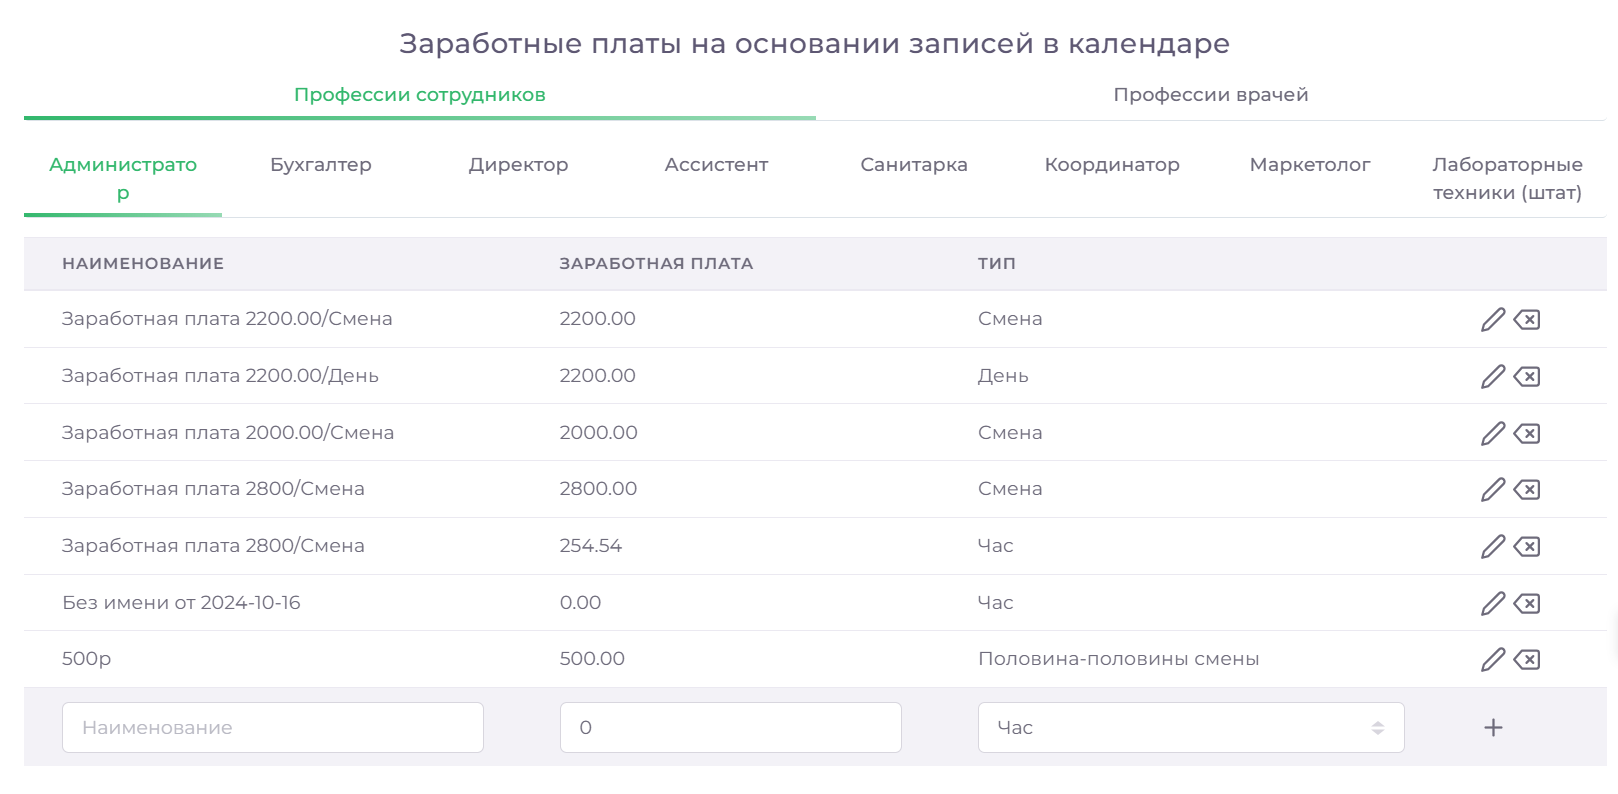 Заработные платы на основании записей в календаре
Профессии сотрудников
Профессии врачей
Администрато
р
Бухгалтер
Директор
Ассистент
Санитарка
Координатор
Маркетолог
Лабораторные
техники (штат)
НАИМЕНОВАНИЕ ЗАРАБОТНАЯ ПЛАТА ТИП
Заработная плата 2200.00/Смена 2200.00 Смена
Заработная плата 2200.00/День 2200.00 День
Заработная плата 2000.00/Смена 2000.00 Смена
Заработная плата 2800/Смена 2800.00 Смена
Заработная плата 2800/Смена 254.54 Час
Без имени от 2024-10-16 0.00 Час
500р 500.00 Половина-половины смены
Наименование 0 Час